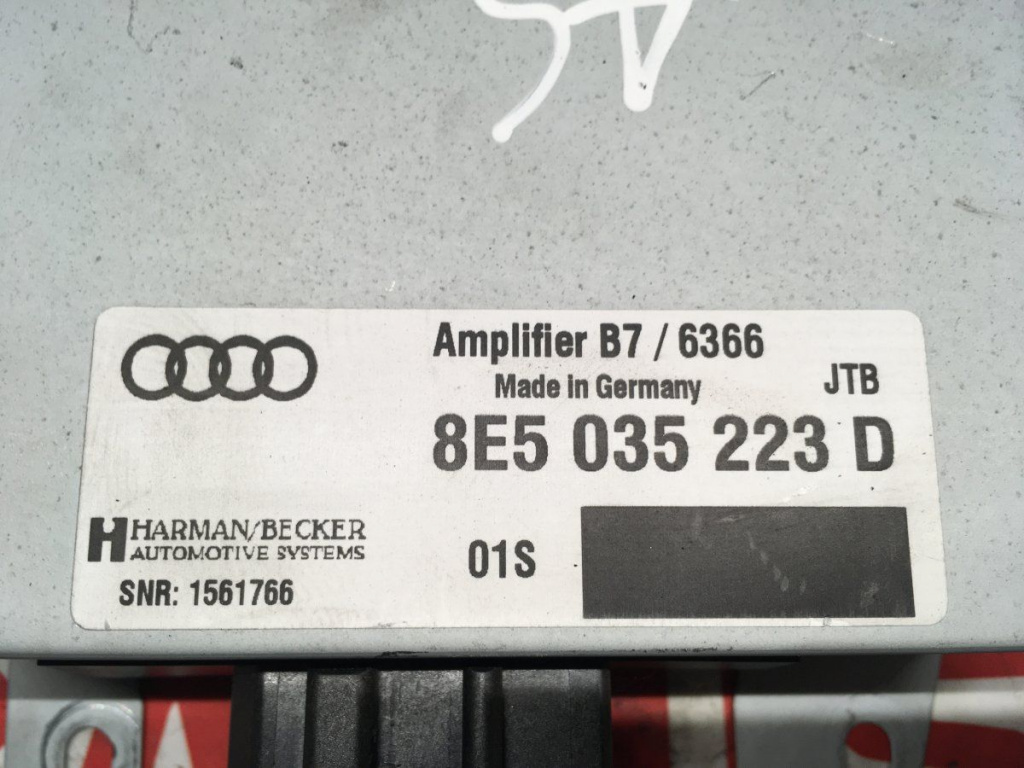 Amplifier B7 / 6366
Made in Germany
JTB
8E5 035 223 D
HARMAN/BECKER
AUTOMOTIVE SYSTEMS
01S
SNR: 1561766